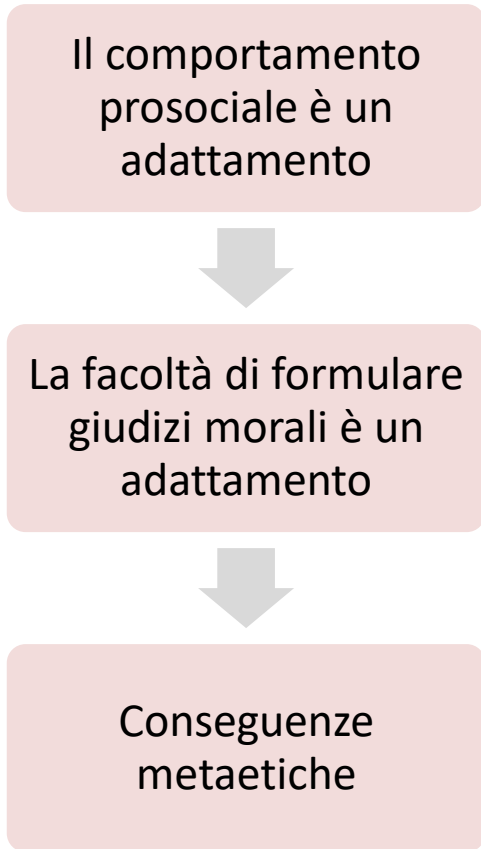 Il comportamento
prosociale è un
adattamento
La facoltà di formulare
giudizi morali è un
adattamento
Conseguenze
metaetiche